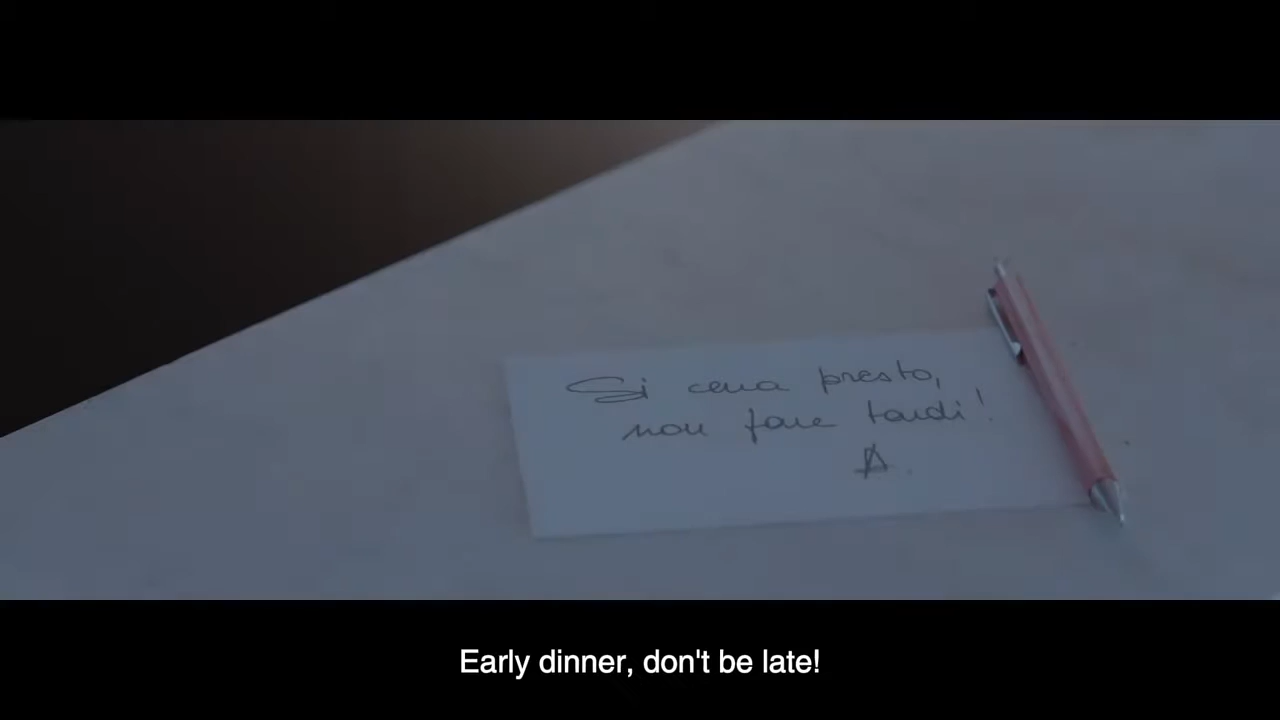 Si cena presto,
non fare tardi!
A.
Early dinner, don't be late!